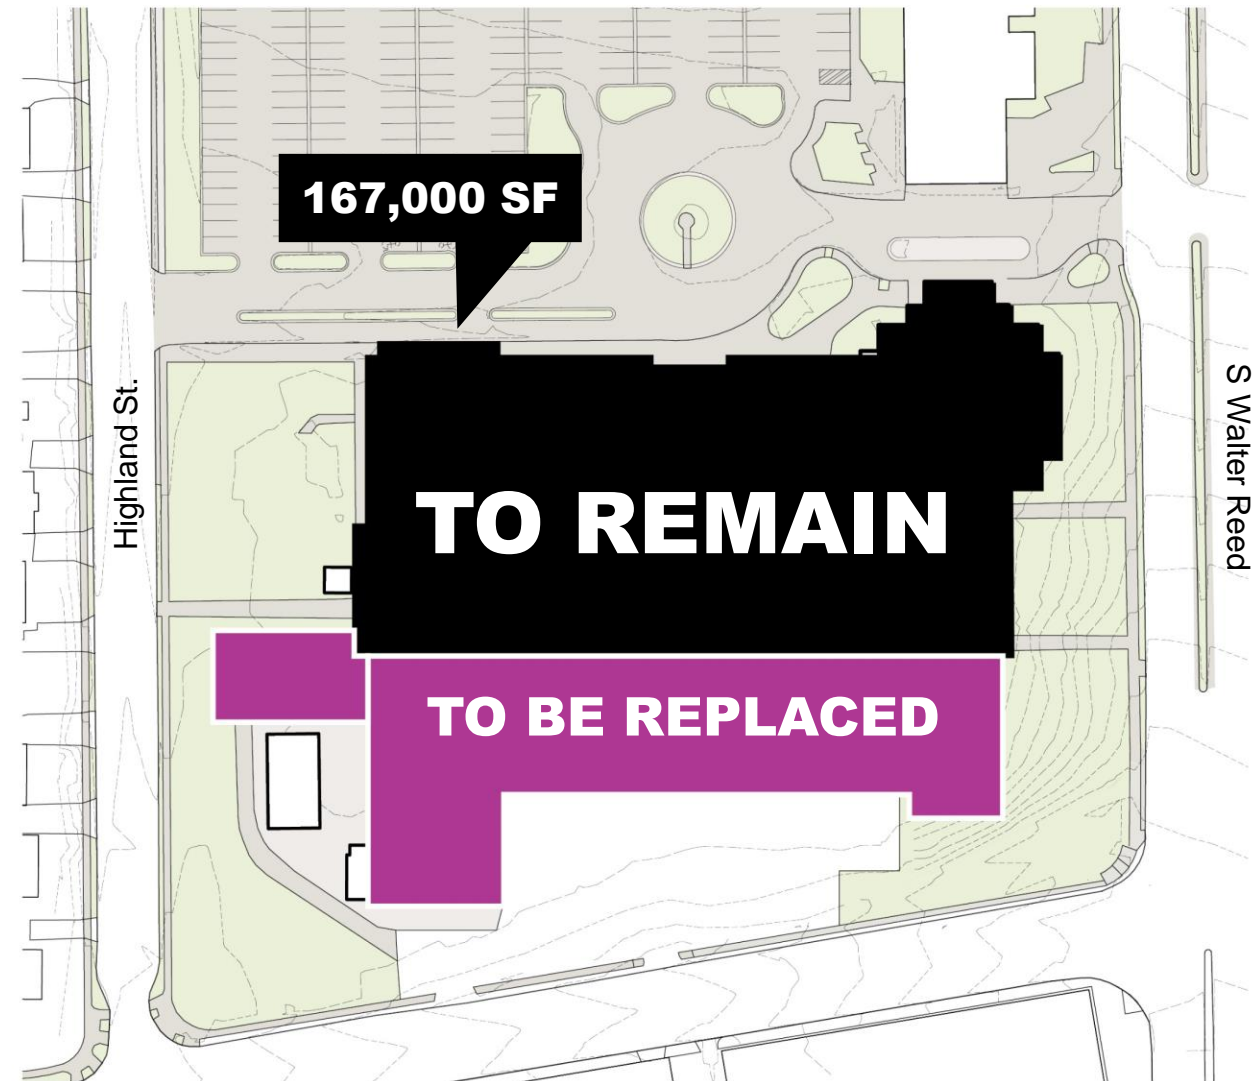 167,000 SF
Highland St.
S Walter Reed
TO REMAIN
TO BE REPLACED